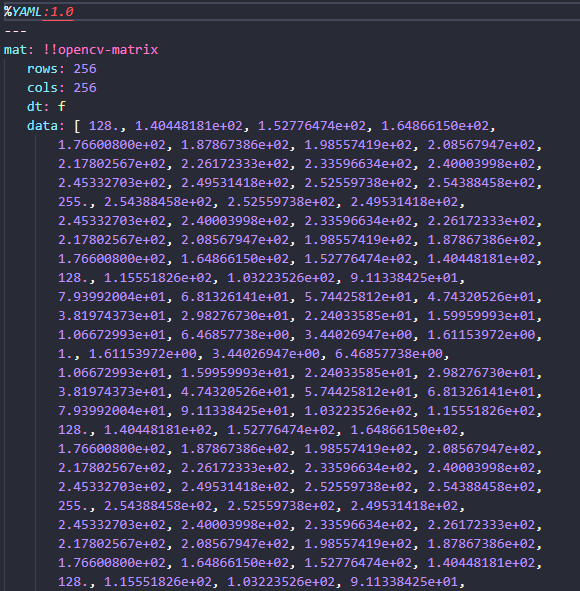 %YAML:1.0
---
mat: !!opencv-matrix
rows: 256
cols: 256
dt: f
data: [ 128., 1.40448181e+02, 1.52776474e+02, 1.64866150e+02,
1.76600800e+02, 1.87867386e+02, 1.98557419e+02, 2.08567947e+02,
2.17802567e+02, 2.26172333e+02, 2.33596634e+02, 2.40003998e+02,
2.45332703e+02, 2.49531418e+02, 2.52559738e+02, 2.54388458e+02,
255., 2.54388458e+02, 2.52559738e+02, 2.49531418e+02,
2.45332703e+02, 2.40003998e+02, 2.33596634e+02, 2.26172333e+02,
2.17802567e+02, 2.08567947e+02, 1.98557419e+02, 1.87867386e+02,
1.76600800e+02, 1.64866150e+02, 1.52776474e+02, 1.40448181e+02,
128., 1.15551826e+02, 1.03223526e+02, 9.11338425e+01,
7.93992004e+01, 6.81326141e+01, 5.74425812e+01, 4.74320526e+01,
3.81974373e+01, 2.98276730e+01, 2.24033585e+01, 1.59959993e+01,
1.06672993e+01, 6.46857738e+00, 3.44026947e+00, 1.61153972e+00,
1., 1.61153972e+00, 3.44026947e+00, 6.46857738e+00,
1.06672993e+01, 1.59959993e+01, 2.24033585e+01, 2.98276730e+01,
3.81974373e+01, 4.74320526e+01, 5.74425812e+01, 6.81326141e+01,
7.93992004e+01, 9.11338425e+01, 1.03223526e+02, 1.15551826e+02,
128., 1.40448181e+02, 1.52776474e+02, 1.64866150e+02,
1.76600800e+02, 1.87867386e+02, 1.98557419e+02, 2.08567947e+02,
2.17802567e+02, 2.26172333e+02, 2.33596634e+02, 2.40003998e+02,
2.45332703e+02, 2.49531418e+02, 2.52559738e+02, 2.54388458e+02,
255., 2.54388458e+02, 2.52559738e+02, 2.49531418e+02,
2.45332703e+02, 2.40003998e+02, 2.33596634e+02, 2.26172333e+02,
2.17802567e+02, 2.08567947e+02, 1.98557419e+02, 1.87867386e+02,
1.76600800e+02, 1.64866150e+02, 1.52776474e+02, 1.40448181e+02,
128., 1.15551826e+02, 1.03223526e+02, 9.11338425e+01,